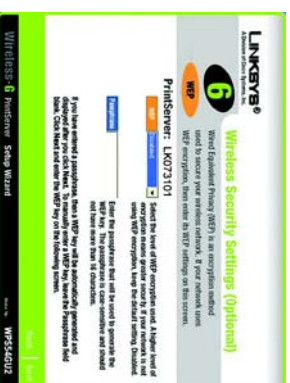 LINKSYS®
A Division of Cisco Systems, Inc.
6
Wireless Security Settings (Optional)
WEP
Wired Equivalent Privacy (WEP) is an encryption method
used to secure your wireless network. If your network uses
WEP encryption, then enter its WEP settings on this screen.
PrintServer: LK073101
WEP
Disabled
Select the level of WEP encryption used. A higher level of
encryption means greater security. If your network is not
using WEP encryption, keep the default setting, Disabled.
Passphrase
Enter the passphrase that will be used to generate the
WEP key. The passphrase is case-sensitive and should
not have more than 16 characters.
If you have entered a passphrase, then a WEP key will be automatically generated and
displayed after you click Next. To manually enter a WEP key, leave the Passphrase field
blank. Click Next and enter the WEP key on the following screen.
Back
Next
Wireless-G PrintServer Setup Wizard
Model No. WPS54GU2